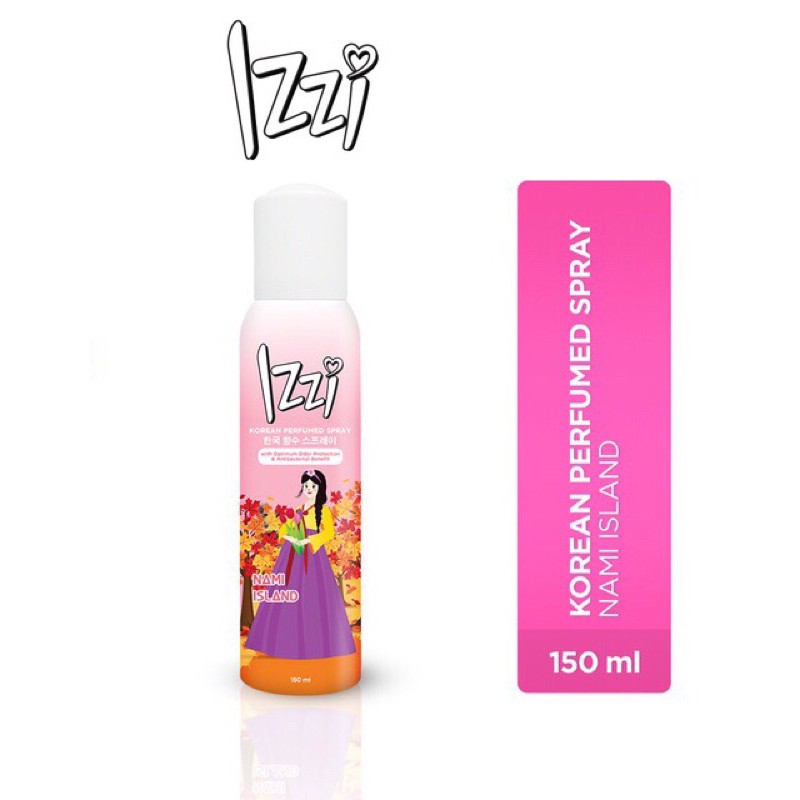 Izzi
Izzi
KOREAN PERFUMED SPRAY
한국 향수 스프레이
with Optimum Odor Protection
& Antibacterial Benefit
NAMI
ISLAND
150 ml
KOREAN PERFUMED SPRAY
NAMI ISLAND
150 ml